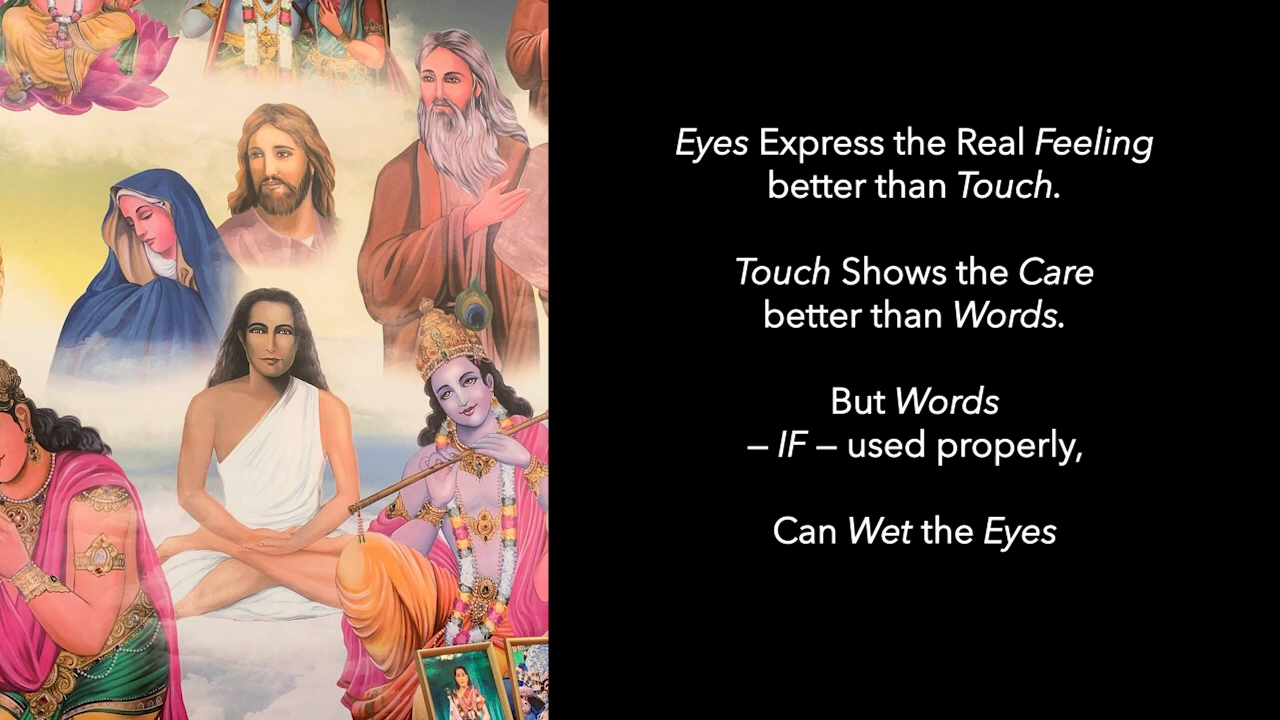 Eyes Express the Real Feeling
better than Touch.
Touch Shows the Care
better than Words.
But Words
– IF – used properly,
Can Wet the Eyes